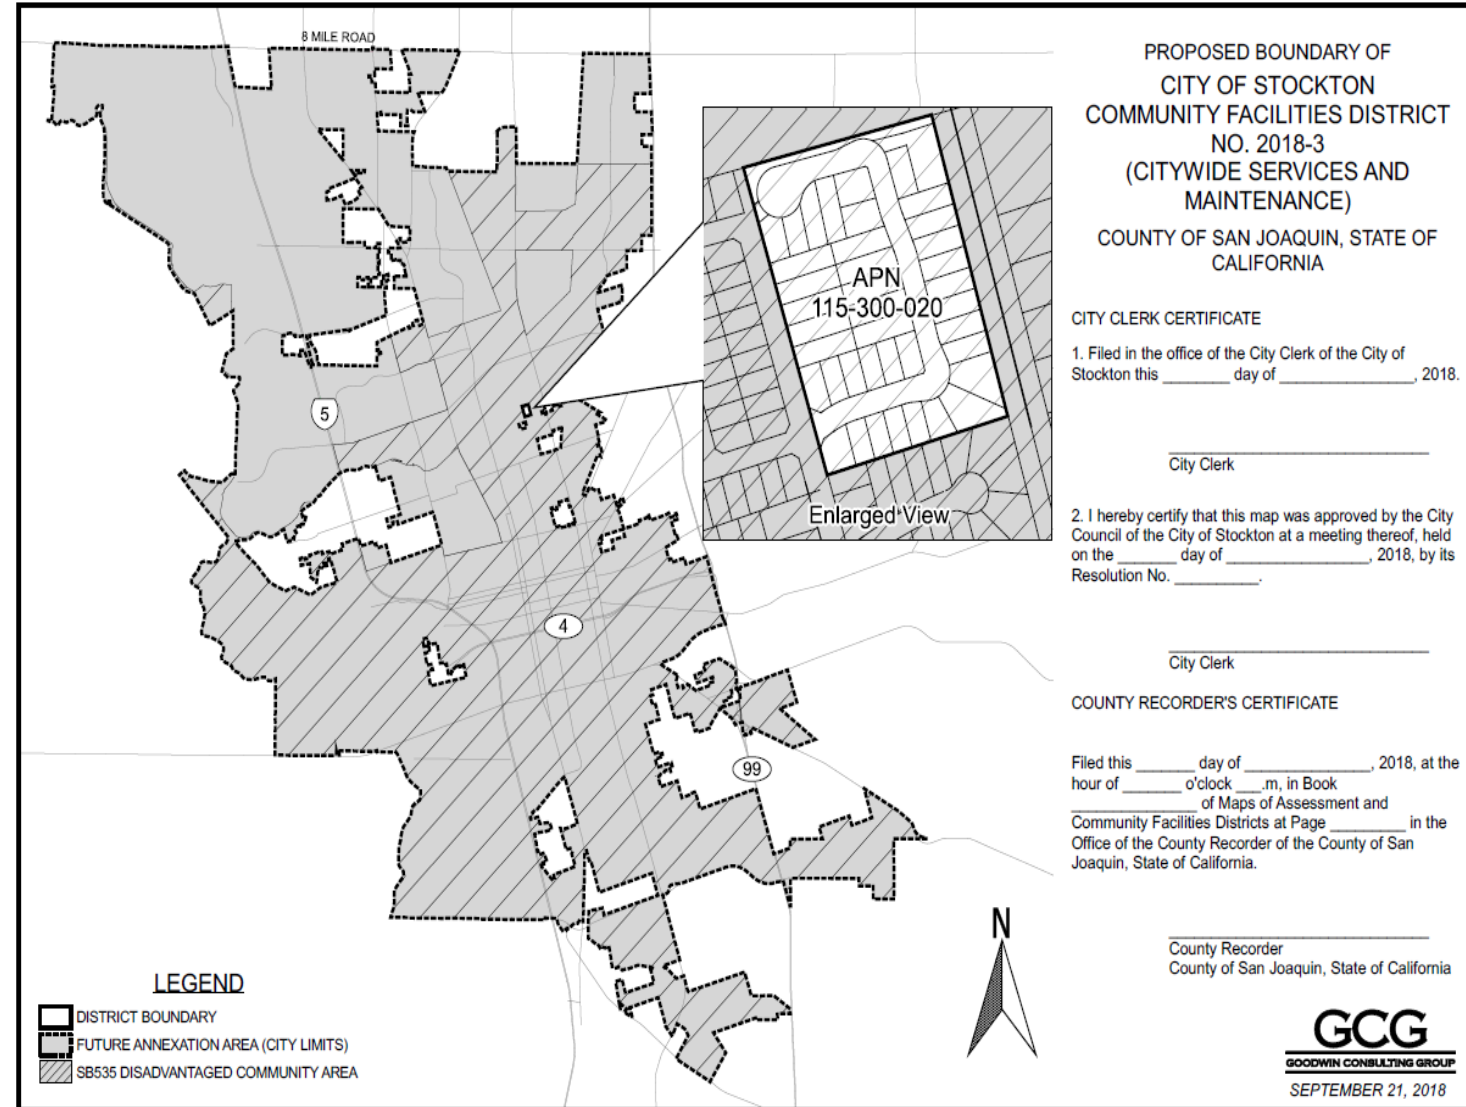 8 MILE ROAD
5
4
99
APN
115-300-020
Enlarged View
N
LEGEND
DISTRICT BOUNDARY
FUTURE ANNEXATION AREA (CITY LIMITS)
SB535 DISADVANTAGED COMMUNITY AREA
PROPOSED BOUNDARY OF
CITY OF STOCKTON
COMMUNITY FACILITIES DISTRICT
NO. 2018-3
(CITYWIDE SERVICES AND
MAINTENANCE)
COUNTY OF SAN JOAQUIN, STATE OF
CALIFORNIA
CITY CLERK CERTIFICATE
1. Filed in the office of the City Clerk of the City of
Stockton this ________ day of ________________, 2018.
City Clerk
2. I hereby certify that this map was approved by the City
Council of the City of Stockton at a meeting thereof, held
on the _______ day of _________________, 2018, by its
Resolution No. __________.
City Clerk
COUNTY RECORDER'S CERTIFICATE
Filed this _______ day of _______________, 2018, at the
hour of _______ o'clock ___.m, in Book
_______________ of Maps of Assessment and
Community Facilities Districts at Page _________ in the
Office of the County Recorder of the County of San
Joaquin, State of California.
County Recorder
County of San Joaquin, State of California
GCG
GOODWIN CONSULTING GROUP
SEPTEMBER 21, 2018